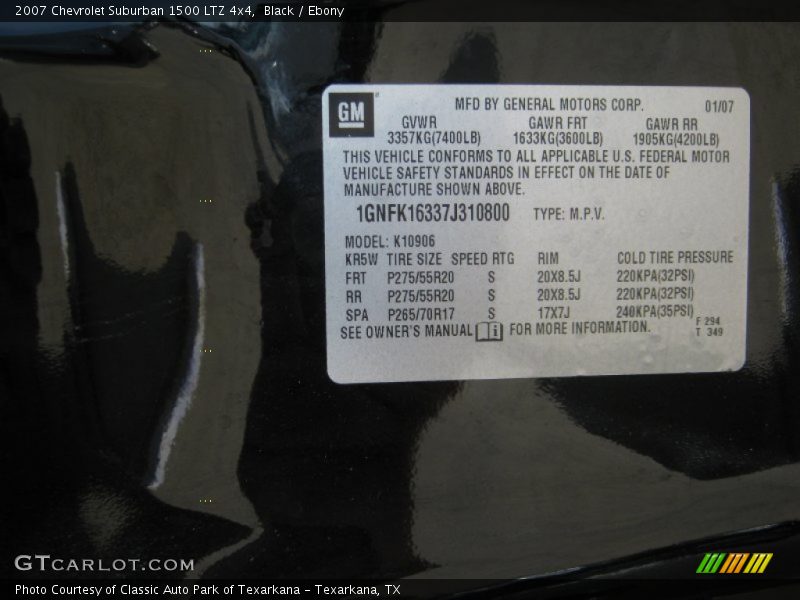 2007 Chevrolet Suburban 1500 LTZ 4x4, Black / Ebony
GM
MFD BY GENERAL MOTORS CORP. 01/07
GVWR GAWR FRT GAWR RR
3357KG(7400LB) 1633KG(3600LB) 1905KG(4200LB)
THIS VEHICLE CONFORMS TO ALL APPLICABLE U.S. FEDERAL MOTOR
VEHICLE SAFETY STANDARDS IN EFFECT ON THE DATE OF
MANUFACTURE SHOWN ABOVE.
1GNFK16337J310800 TYPE: M.P.V.
MODEL: K10906
KR5W TIRE SIZE SPEED RTG RIM COLD TIRE PRESSURE
FRT P275/55R20 S 20X8.5J 220KPA(32PSI)
RR P275/55R20 S 20X8.5J 220KPA(32PSI)
SPA P265/70R17 S 17X7J 240KPA(35PSI)
SEE OWNER'S MANUAL i FOR MORE INFORMATION.
F 294
T 349
GTcarlot.com
Photo Courtesy of Classic Auto Park of Texarkana - Texarkana, TX